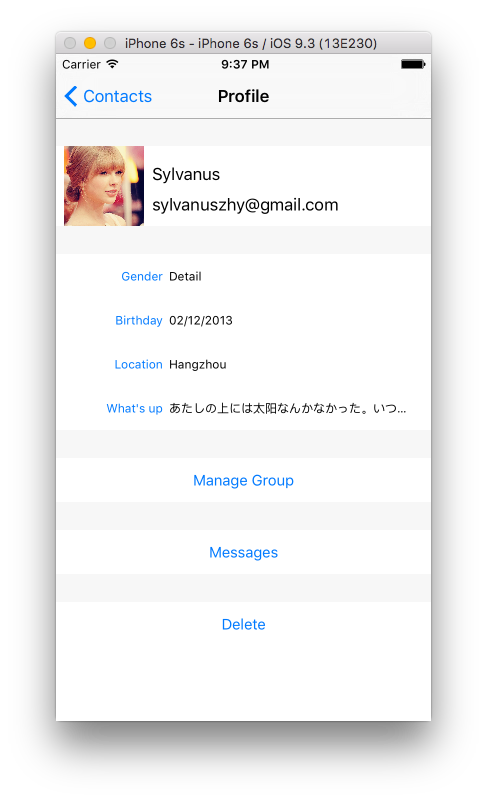 iPhone 6s - iPhone 6s / iOS 9.3 (13E230)
Carrier 9:37 PM
Contacts Profile
Sylvanus
sylvanuszhy@gmail.com
Gender Detail
Birthday 02/12/2013
Location Hangzhou
What's up あたしの上には太阳なんかなかった。いつ...
Manage Group
Messages
Delete